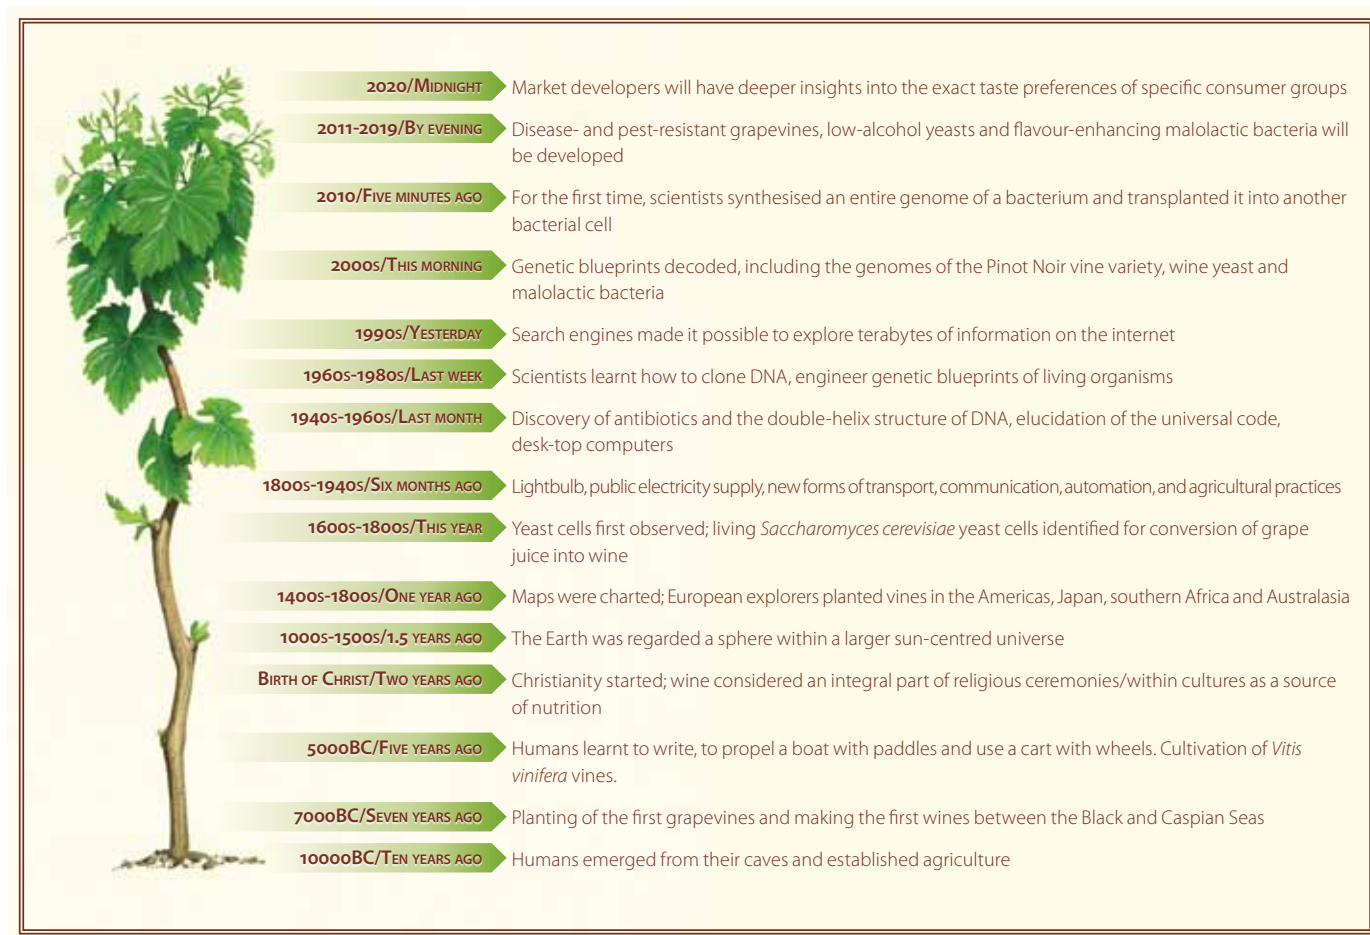 2020/Midnight Market developers will have deeper insights into the exact taste preferences of specific consumer groups
2011-2019/By evening Disease- and pest-resistant grapevines, low-alcohol yeasts and flavour-enhancing malolactic bacteria will
be developed
2010/Five minutes ago For the first time, scientists synthesised an entire genome of a bacterium and transplanted it into another
bacterial cell
2000s/This morning Genetic blueprints decoded, including the genomes of the Pinot Noir vine variety, wine yeast and
malolactic bacteria
1990s/Yesterday Search engines made it possible to explore terabytes of information on the internet
1960s-1980s/Last week Scientists learnt how to clone DNA, engineer genetic blueprints of living organisms
1940s-1960s/Last month Discovery of antibiotics and the double-helix structure of DNA, elucidation of the universal code,
desk-top computers
1800s-1940s/Six months ago Lightbulb, public electricity supply, new forms of transport, communication, automation, and agricultural practices
1600s-1800s/This year Yeast cells first observed; living Saccharomyces cerevisiae yeast cells identified for conversion of grape
juice into wine
1400s-1800s/One year ago Maps were charted; European explorers planted vines in the Americas, Japan, southern Africa and Australasia
1000s-1500s/1.5 years ago The Earth was regarded a sphere within a larger sun-centred universe
Birth of Christ/Two years ago Christianity started; wine considered an integral part of religious ceremonies/within cultures as a source
of nutrition
5000BC/Five years ago Humans learnt to write, to propel a boat with paddles and use a cart with wheels. Cultivation of Vitis
vinifera vines.
7000BC/Seven years ago Planting of the first grapevines and making the first wines between the Black and Caspian Seas
10000BC/Ten years ago Humans emerged from their caves and established agriculture